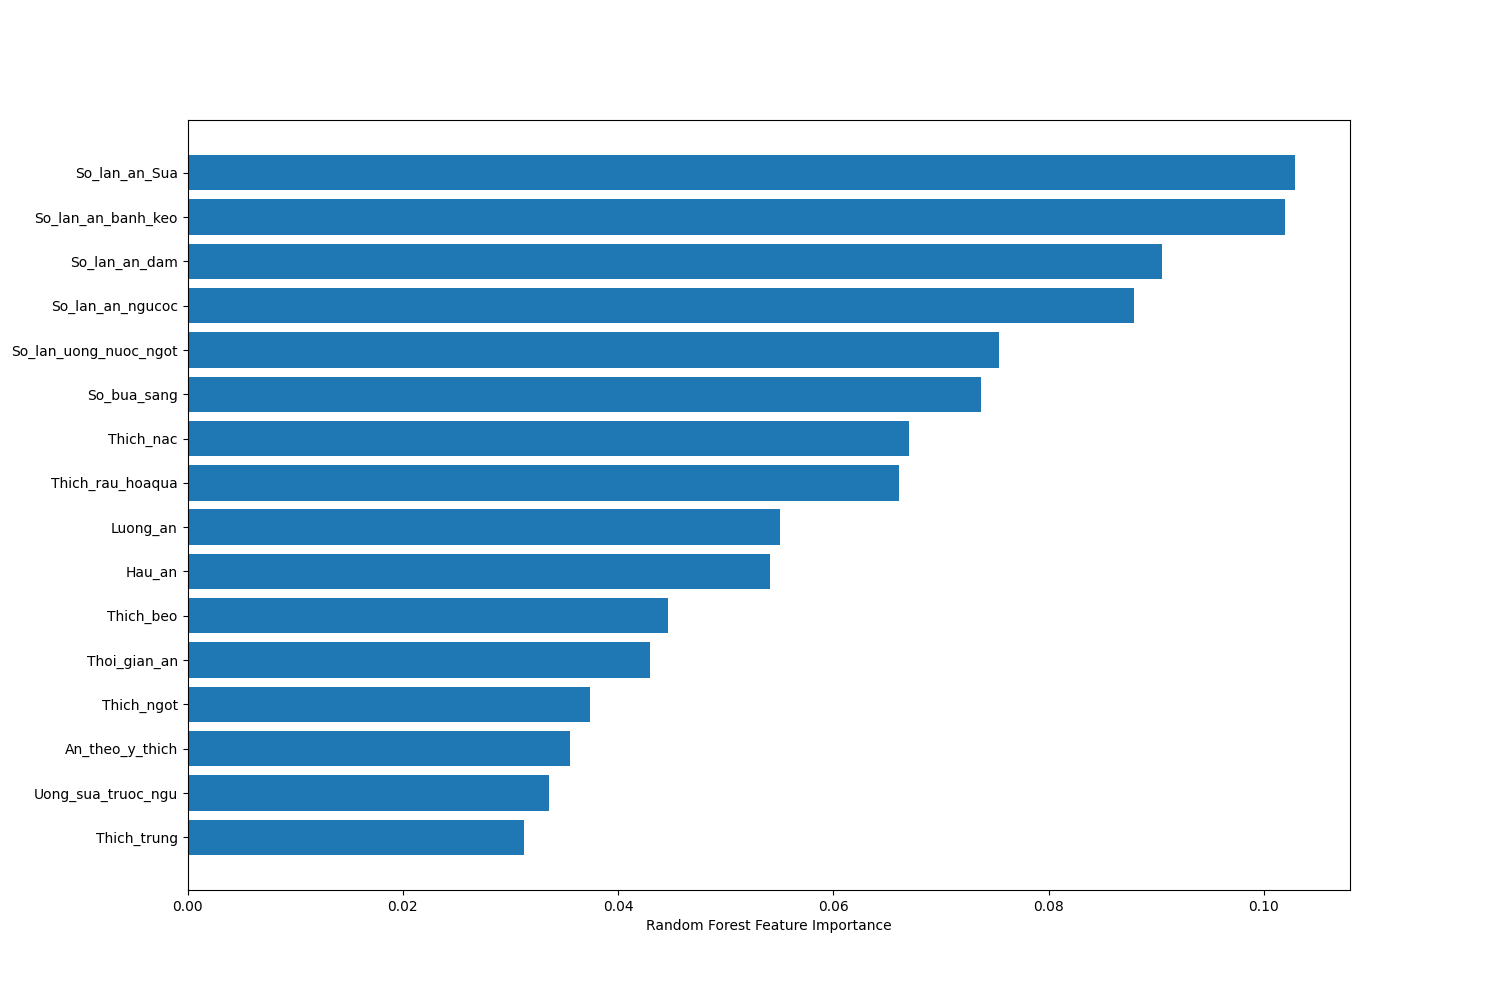 So_lan_an_Sua
So_lan_an_banh_keo
So_lan_an_dam
So_lan_an_ngucoc
So_lan_uong_nuoc_ngot
So_bua_sang
Thich_nac
Thich_rau_hoaqua
Luong_an
Hau_an
Thich_beo
Thoi_gian_an
Thich_ngot
An_theo_y_thich
Uong_sua_truoc_ngu
Thich_trung
0.00 0.02 0.04 0.06 0.08 0.10
Random Forest Feature Importance